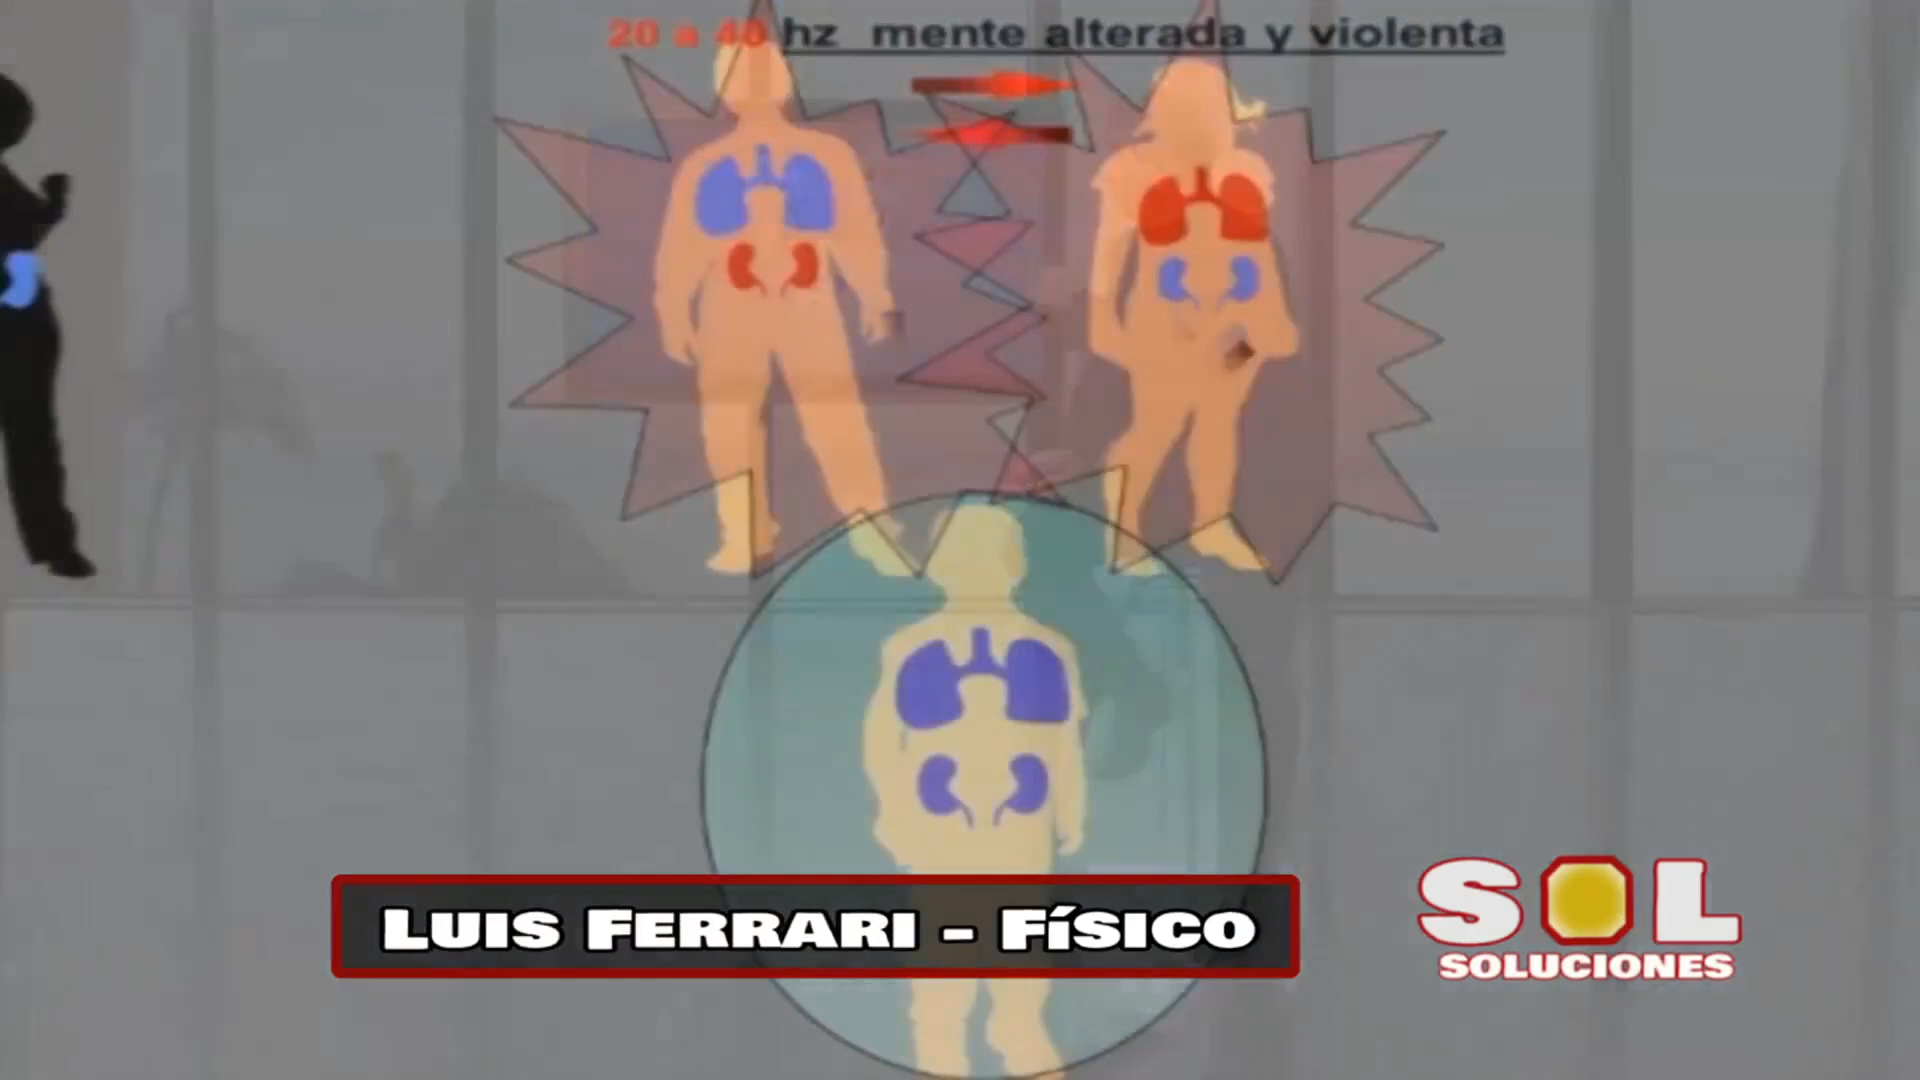 20 a 40 hz mente alterada y violenta
LUIS FERRARI - FÍSICO
SOL
SOLUCIONES